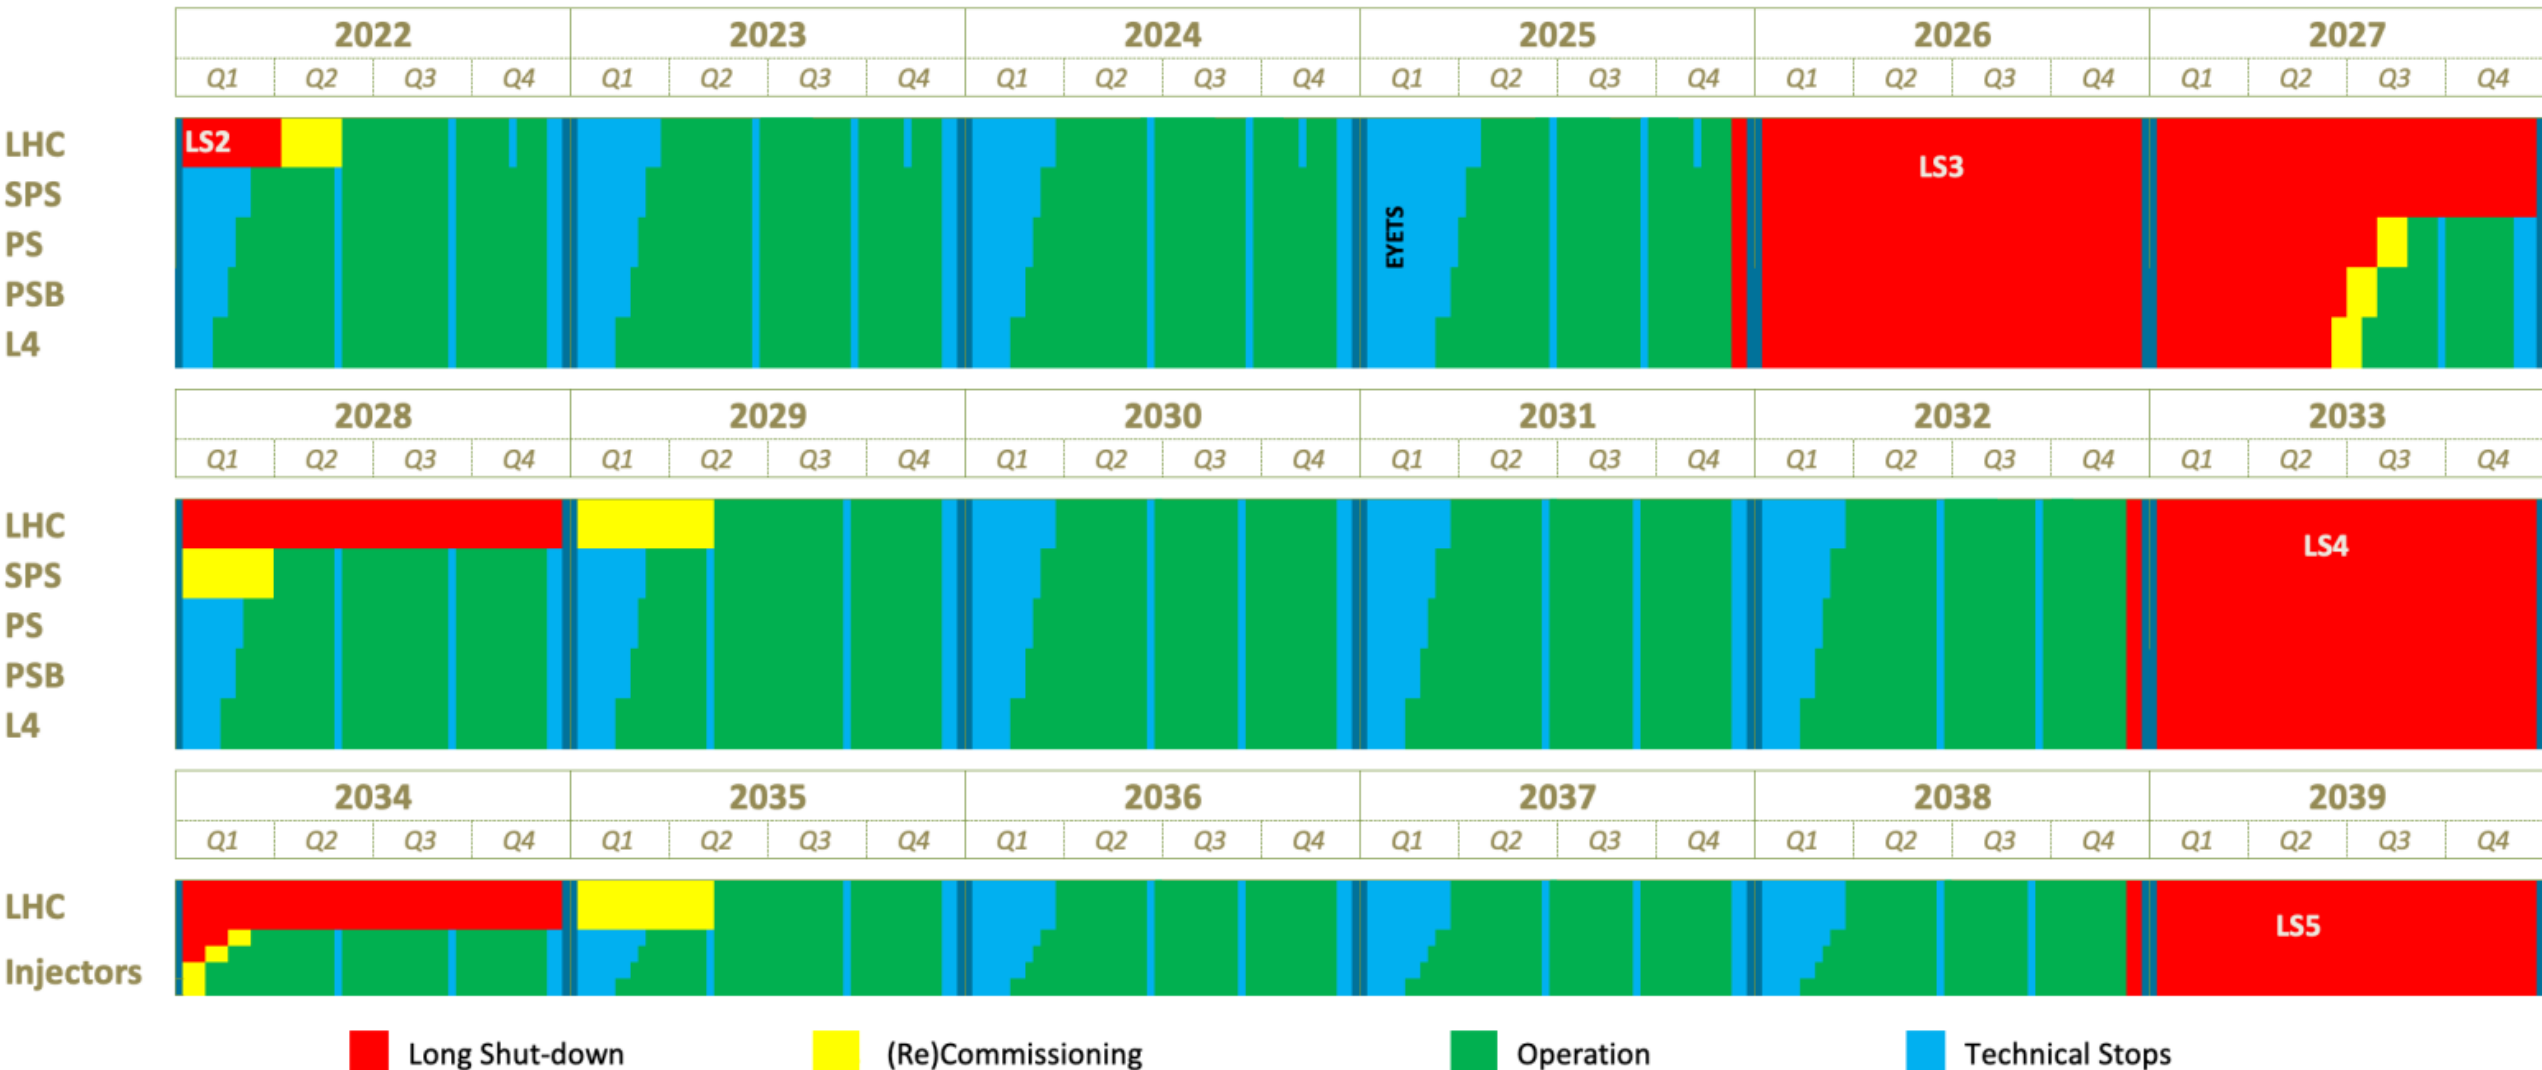 2022 2023 2024 2025 2026 2027
Q1 Q2 Q3 Q4 Q1 Q2 Q3 Q4 Q1 Q2 Q3 Q4 Q1 Q2 Q3 Q4 Q1 Q2 Q3 Q4 Q1 Q2 Q3 Q4
LHC LS2 LS3
SPS
PS EYETS
PSB
L4
2028 2029 2030 2031 2032 2033
Q1 Q2 Q3 Q4 Q1 Q2 Q3 Q4 Q1 Q2 Q3 Q4 Q1 Q2 Q3 Q4 Q1 Q2 Q3 Q4 Q1 Q2 Q3 Q4
LHC LS4
SPS
PS
PSB
L4
2034 2035 2036 2037 2038 2039
Q1 Q2 Q3 Q4 Q1 Q2 Q3 Q4 Q1 Q2 Q3 Q4 Q1 Q2 Q3 Q4 Q1 Q2 Q3 Q4 Q1 Q2 Q3 Q4
LHC LS5
Injectors
Long Shut-down (Re)Commissioning Operation Technical Stops